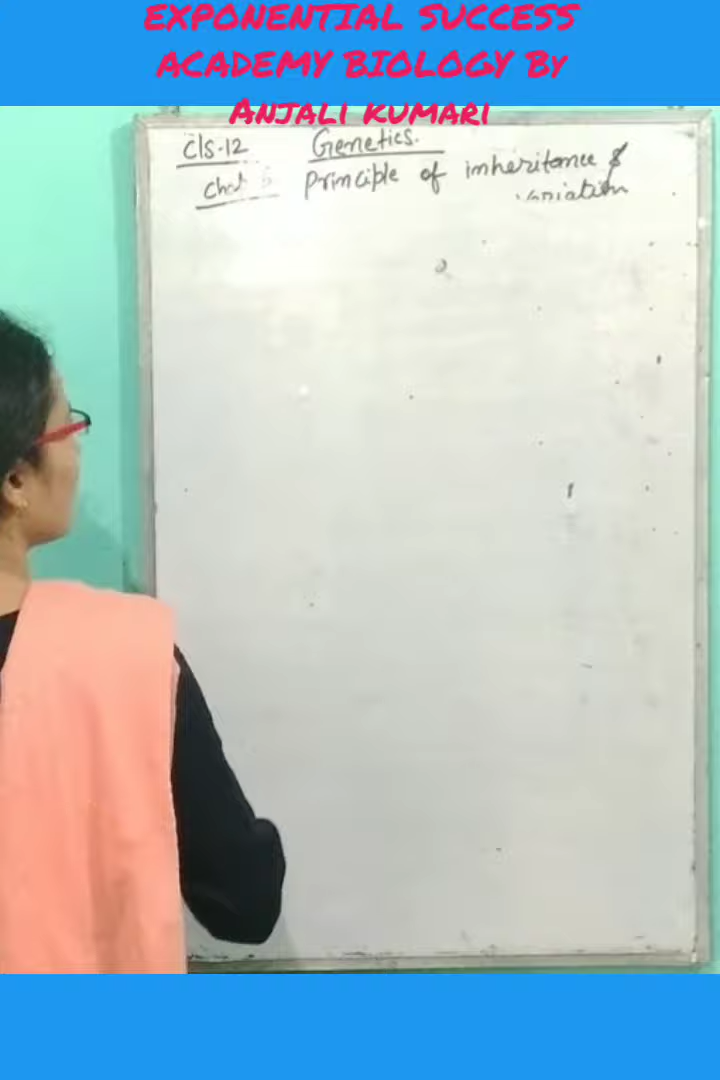 EXPONENTIAL SUCCESS
ACADEMY BIOLOGY BY
ANJALI KUMARI
Cls-12 Genetics.
Principle of inheritance &
variation